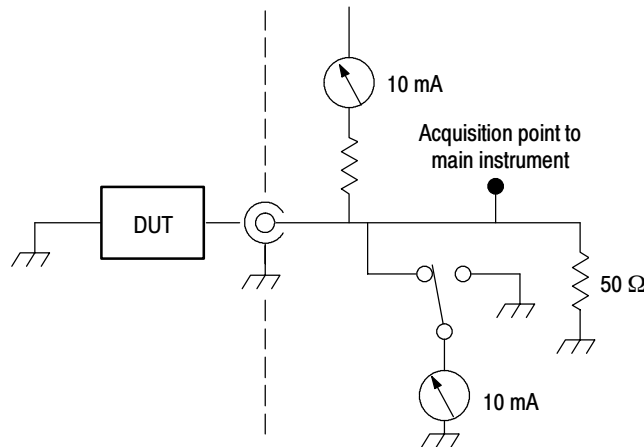 10 mA
Acquisition point to
main instrument
DUT
50 Ω
10 mA